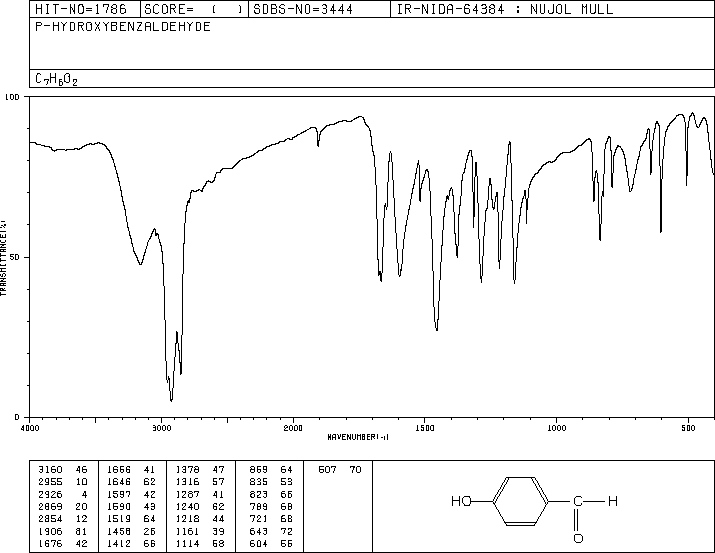 HIT-NO=1786 SCORE= ( ) SDBS-NO=3444 IR-NIDA-64384 : NUJOL MULL
P-HYDROXYBENZALDEHYDE
C7H6O2
100
TRANSMITTANCE(%)
50
0
4000 3000 2000 1500 1000 500
WAVENUMBER(-1)
3160 46 1666 41 1378 47 859 64 507 70
2955 10 1646 62 1316 57 835 53
2926 4 1597 42 1287 41 823 66
2869 20 1590 49 1240 62 789 68
2854 12 1519 64 1218 44 721 68
1906 81 1458 26 1161 39 643 72
1676 42 1412 66 1114 58 604 55
HO C H
O